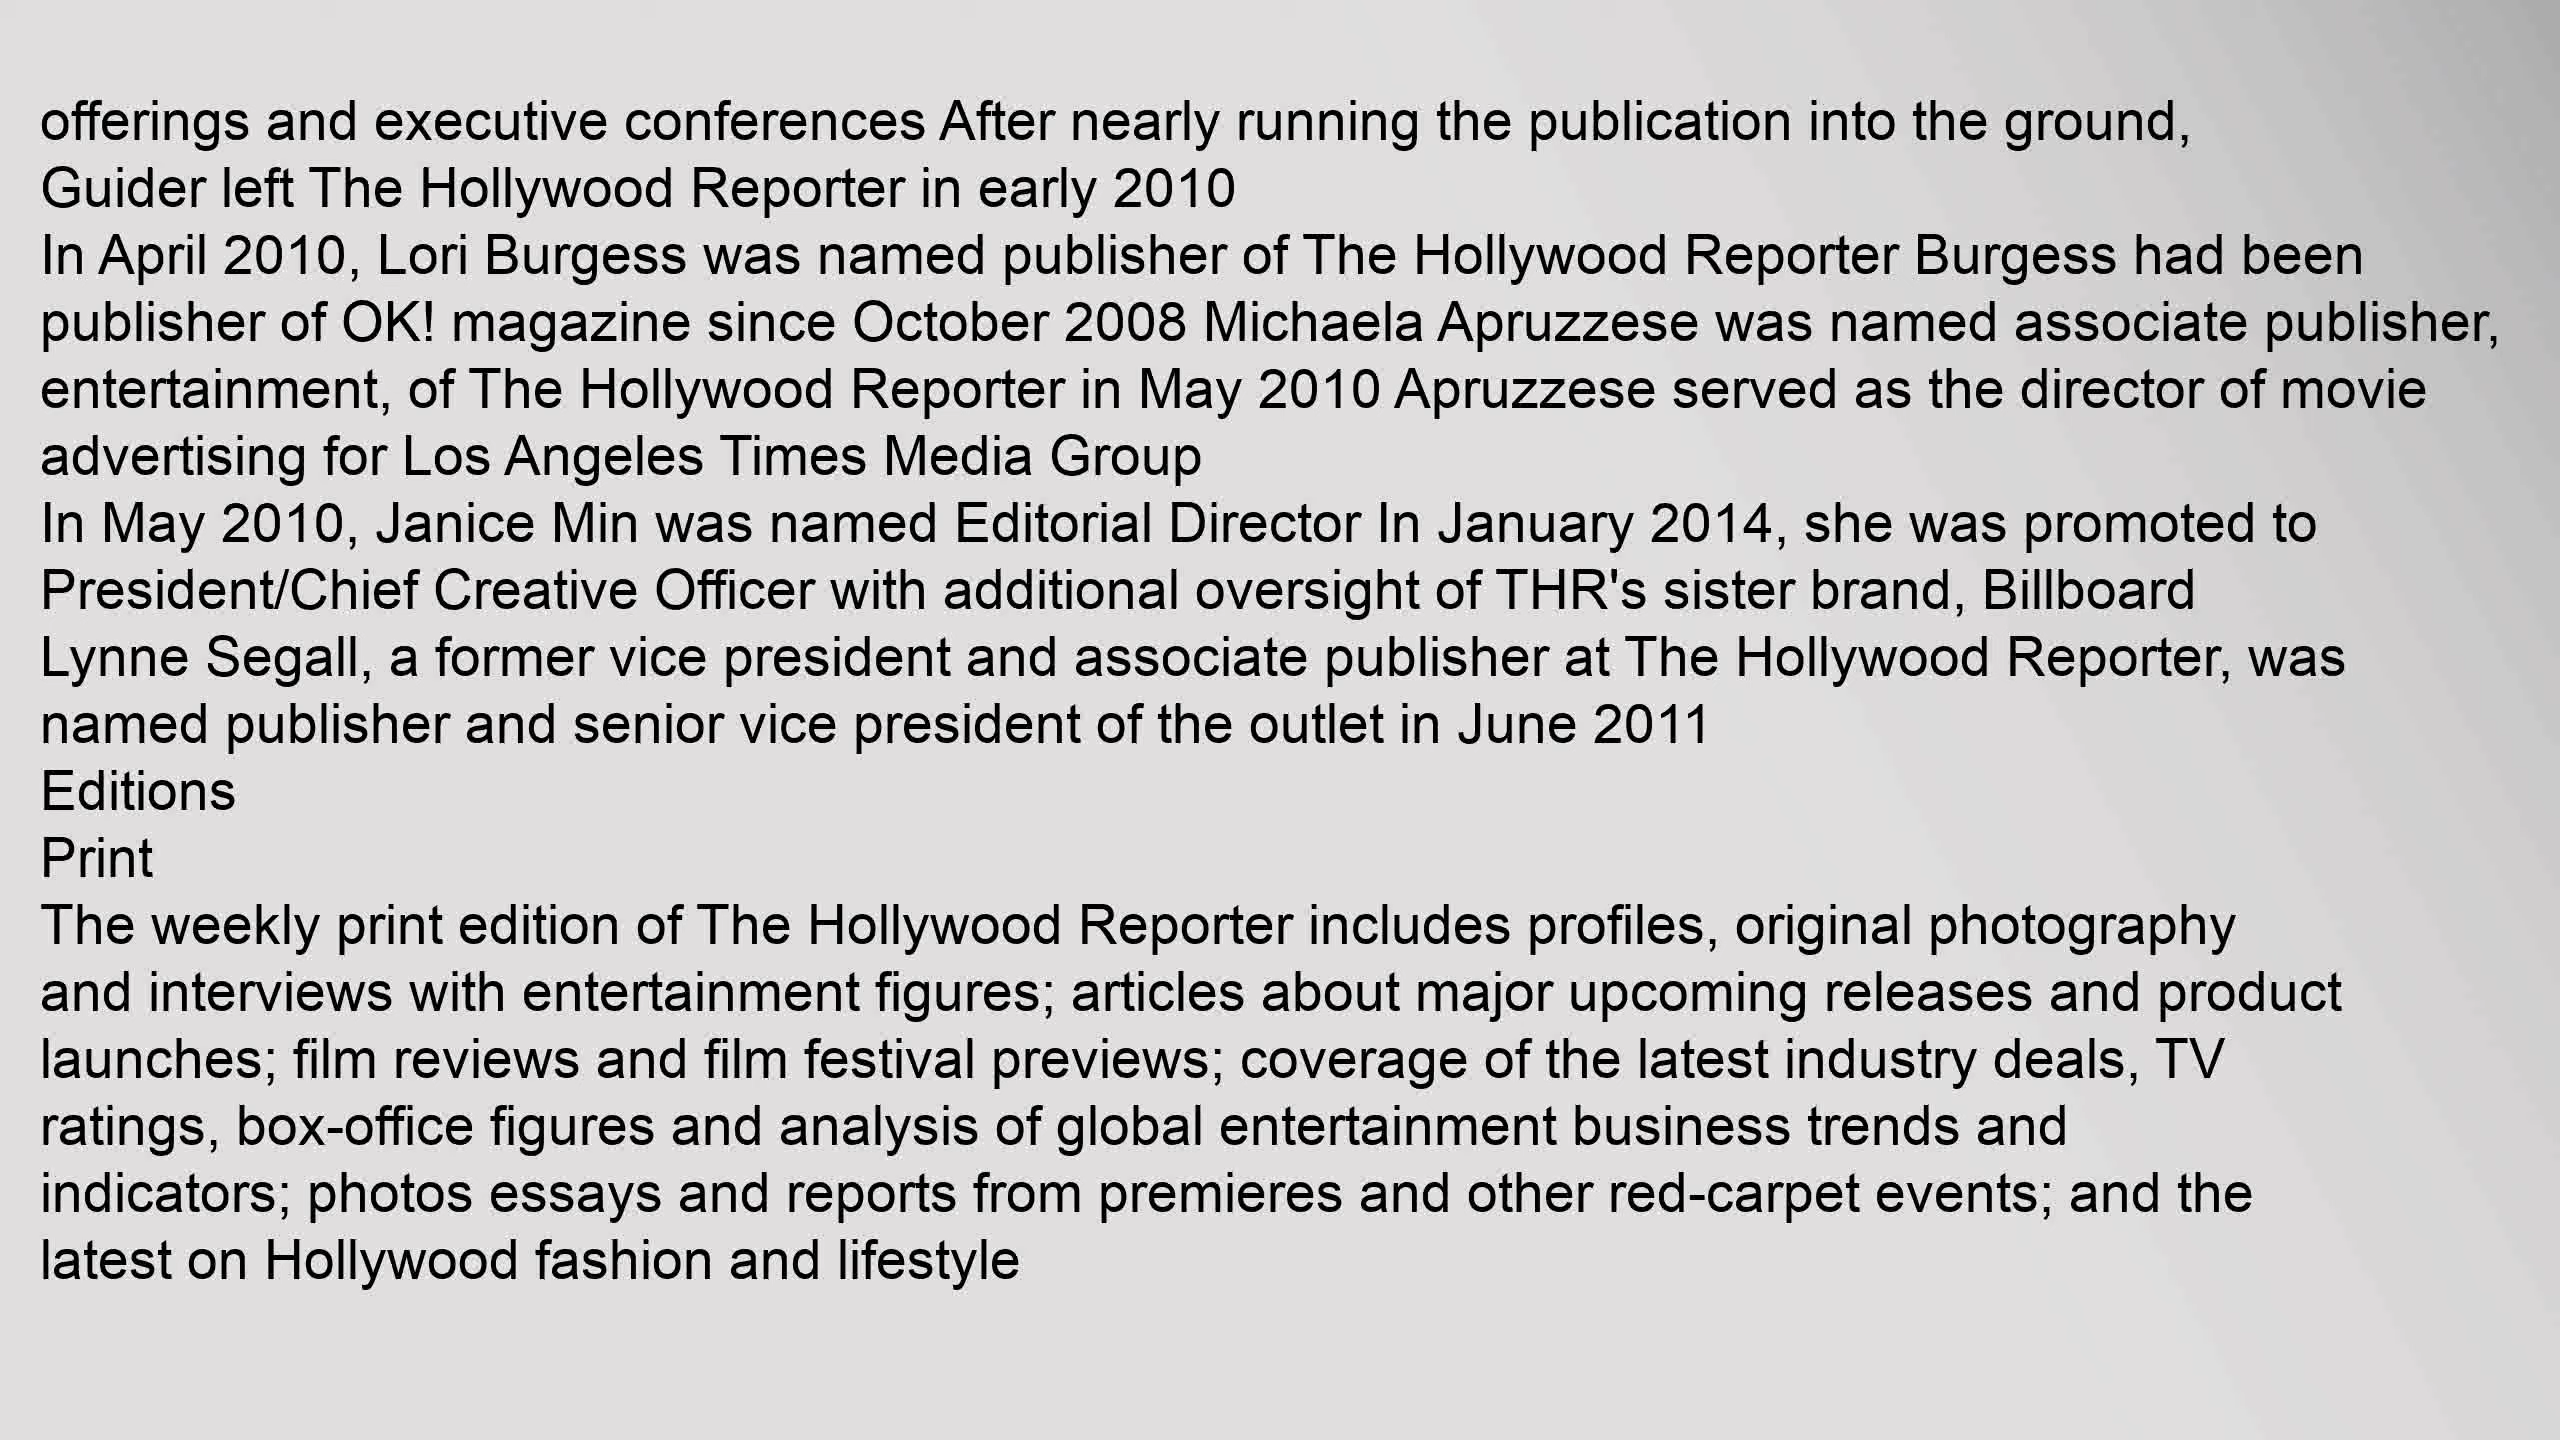 offerings and executive conferences After nearly running the publication into the ground,
Guider left The Hollywood Reporter in early 2010
In April 2010, Lori Burgess was named publisher of The Hollywood Reporter Burgess had been
publisher of OK! magazine since October 2008 Michaela Apruzzese was named associate publisher,
entertainment, of The Hollywood Reporter in May 2010 Apruzzese served as the director of movie
advertising for Los Angeles Times Media Group
In May 2010, Janice Min was named Editorial Director In January 2014, she was promoted to
President/Chief Creative Officer with additional oversight of THR's sister brand, Billboard
Lynne Segall, a former vice president and associate publisher at The Hollywood Reporter, was
named publisher and senior vice president of the outlet in June 2011
Editions
Print
The weekly print edition of The Hollywood Reporter includes profiles, original photography
and interviews with entertainment figures; articles about major upcoming releases and product
launches; film reviews and film festival previews; coverage of the latest industry deals, TV
ratings, box-office figures and analysis of global entertainment business trends and
indicators; photos essays and reports from premieres and other red-carpet events; and the
latest on Hollywood fashion and lifestyle